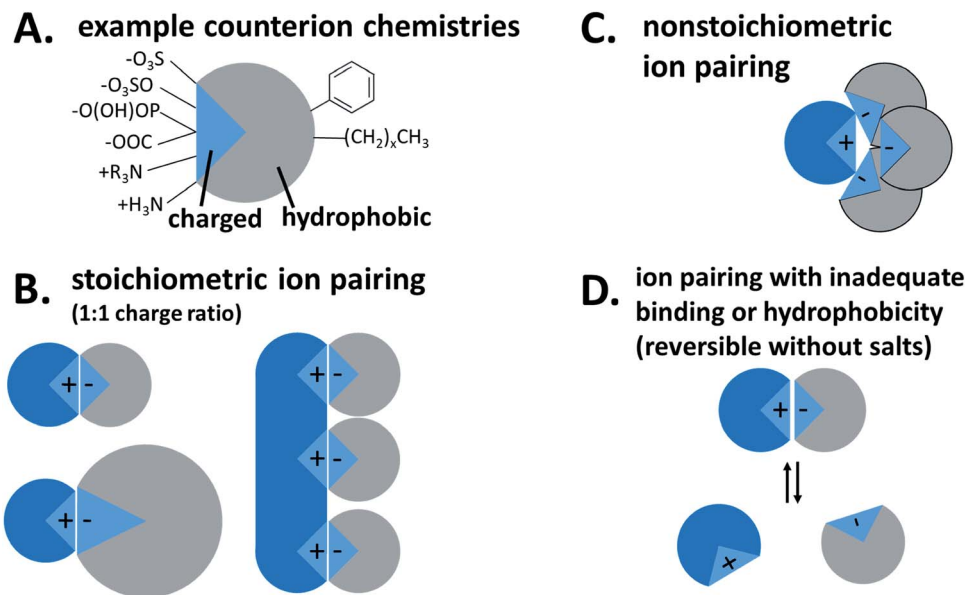 A. example counterion chemistries
-O₃S
-O₃SO
-O(OH)OP
-OOC
+R₃N
+H₃N
(CH₂)ₓCH₃
charged
hydrophobic
B. stoichiometric ion pairing
(1:1 charge ratio)
+ -
+ -
+ -
+ -
+ -
C. nonstoichiometric
ion pairing
-
+ -
-
D. ion pairing with inadequate
binding or hydrophobicity
(reversible without salts)
+ -
+ -